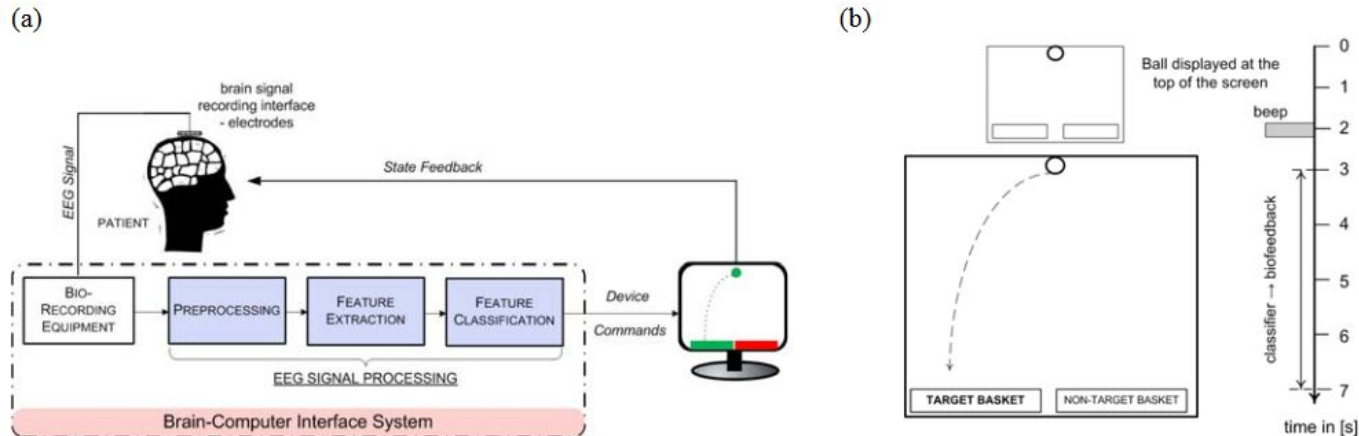 (a)
brain signal
recording interface
- electrodes
EEG Signal
PATIENT
State Feedback
BIO-
RECORDING
EQUIPMENT
PREPROCESSING
FEATURE
EXTRACTION
FEATURE
CLASSIFICATION
Device
Commands
EEG SIGNAL PROCESSING
Brain-Computer Interface System
(b)
Ball displayed at the
top of the screen
beep
0
1
2
3
4
5
6
7
classifier → biofeedback
TARGET BASKET
NON-TARGET BASKET
time in [s]